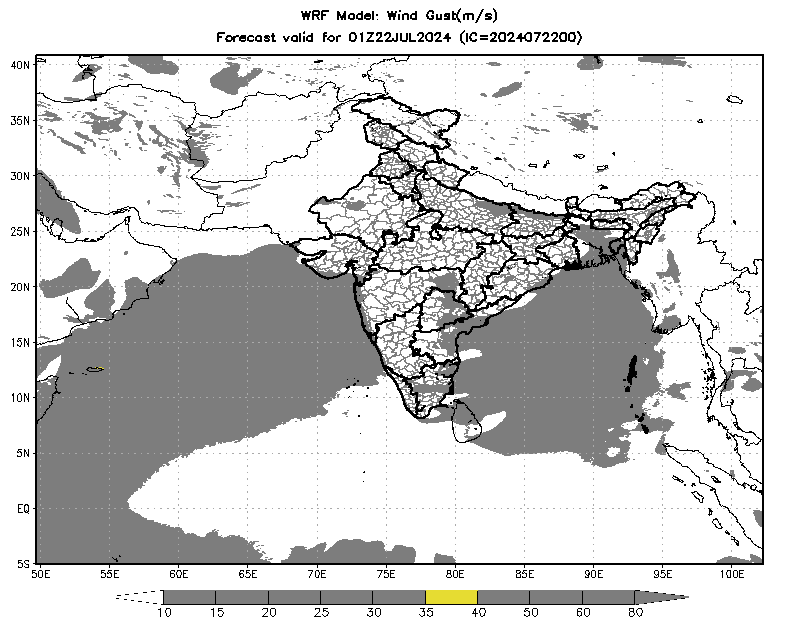 WRF Model: Wind Gust(m/s)
Forecast valid for 01Z22JUL2024 (IC=2024072200)
40N
35N
30N
25N
20N
15N
10N
5N
EQ
5S
50E 55E 60E 65E 70E 75E 80E 85E 90E 95E 100E
10 15 20 25 30 35 40 50 60 80